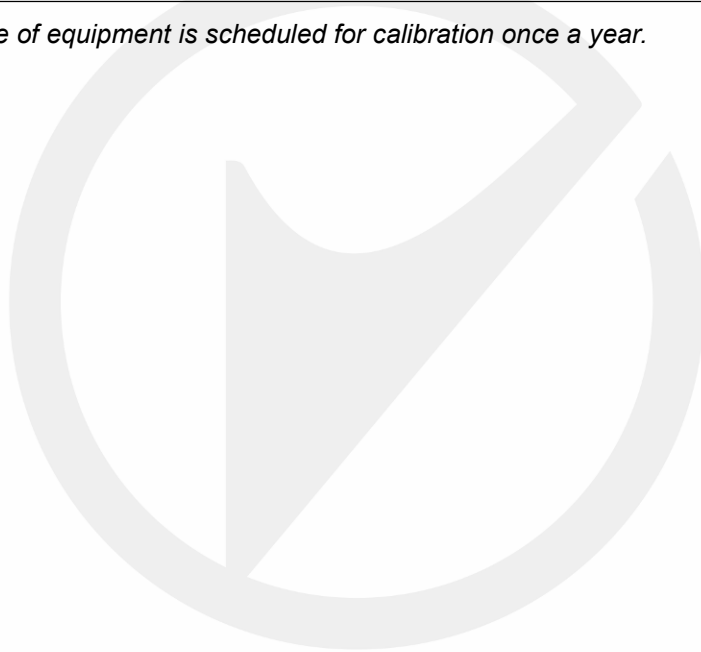 e of equipment is scheduled for calibration once a year.